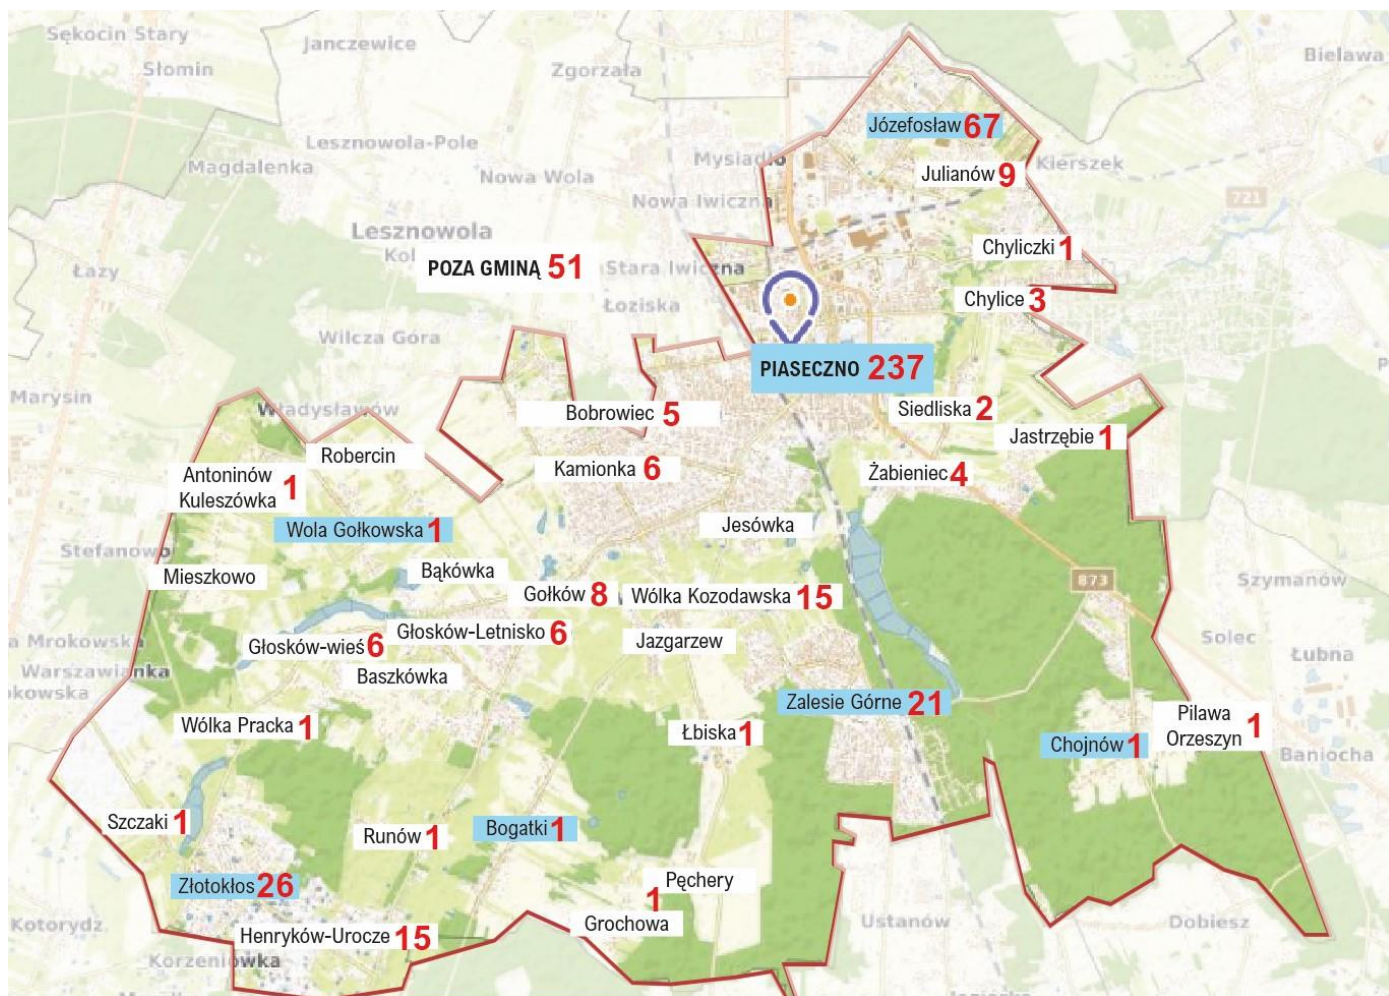 Sękocin Stary
Janczewice
Słomin
Zgorzała
Bielawa
Józefosław 67
Lesznowola-Pole
Mysiadło
Kierszek
Magdalenka
Nowa Wola
Julianów 9
Nowa Iwiczna
721
Lesznowola
Kol
Chyliczki 1
POZA GMINĄ 51
Stara Iwiczna
Łazy
Łoziska
Chylice 3
Wilcza Góra
PIASECZNO 237
Marysin
Władysławów
Bobrowiec 5
Siedliska 2
Jastrzębie 1
Robercin
Kamionka 6
Żabieniec 4
Antoninów
Kuleszówka 1
Wola Gołkowska 1
Jesówka
Stefanowo
Mieszkowo
Bąkówka
873
Szymanów
Gołków 8
Wólka Kozodawska 15
a Mrokowska
Głosków-wieś 6
Głosków-Letnisko 6
Jazgarzew
Solec
Łubna
Warszawianka
okowska
Baszkówka
Zalesie Górne 21
Wólka Pracka 1
Łbiska 1
Pilawa
Orzeszyn 1
Chojnów 1
Baniocha
Szczaki 1
Runów 1
Bogatki 1
Złotokłos 26
Pęchery
1
Grochowa
Kotorydz
Ustanów
Dobiesz
Henryków-Urocze 15
Korzeniówka